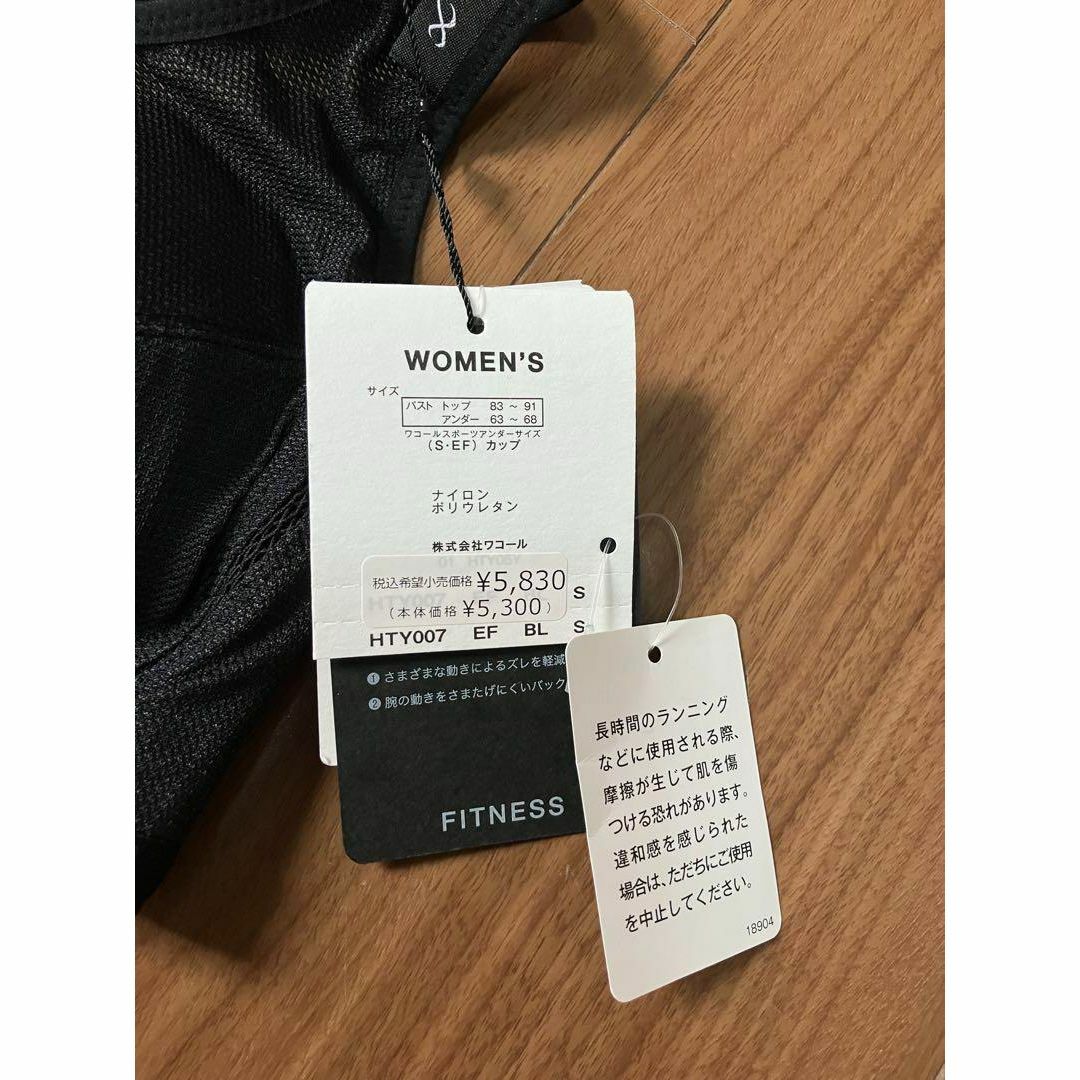 WOMEN'S
サイズ
バスト トップ 83 ～ 91
アンダー 63 ～ 68
ワコールスポーツアンダーサイズ
(S･EF) カップ
ナイロン
ポリウレタン
株式会社ワコール
税込希望小売価格 ¥5,830
(本体価格 ¥5,300)
S
HTY007 EF BL S
❶ さまざまな動きによるズレを軽減
❷ 腕の動きをさまたげにくいバック
FITNESS
長時間のランニング
などに使用される際、
摩擦が生じて肌を傷
つける恐れがあります。
違和感を感じられた
場合は、ただちにご使用
を中止してください。
18904